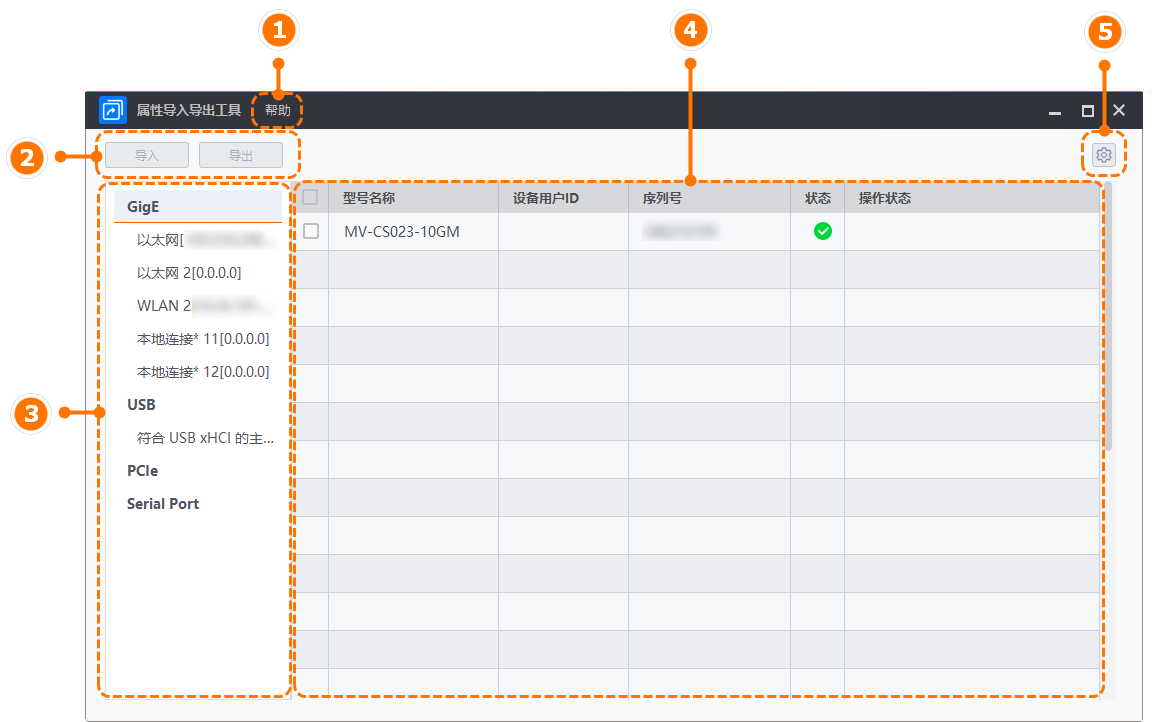 1
4
5
属性导入导出工具 帮助
2
导入 导出
型号名称 设备用户ID 序列号 状态 操作状态
MV-CS023-10GM
GigE
以太网[
以太网 2[0.0.0.0]
WLAN 2
本地连接* 11[0.0.0.0]
本地连接* 12[0.0.0.0]
3
USB
符合 USB xHCI 的主...
PCIe
Serial Port